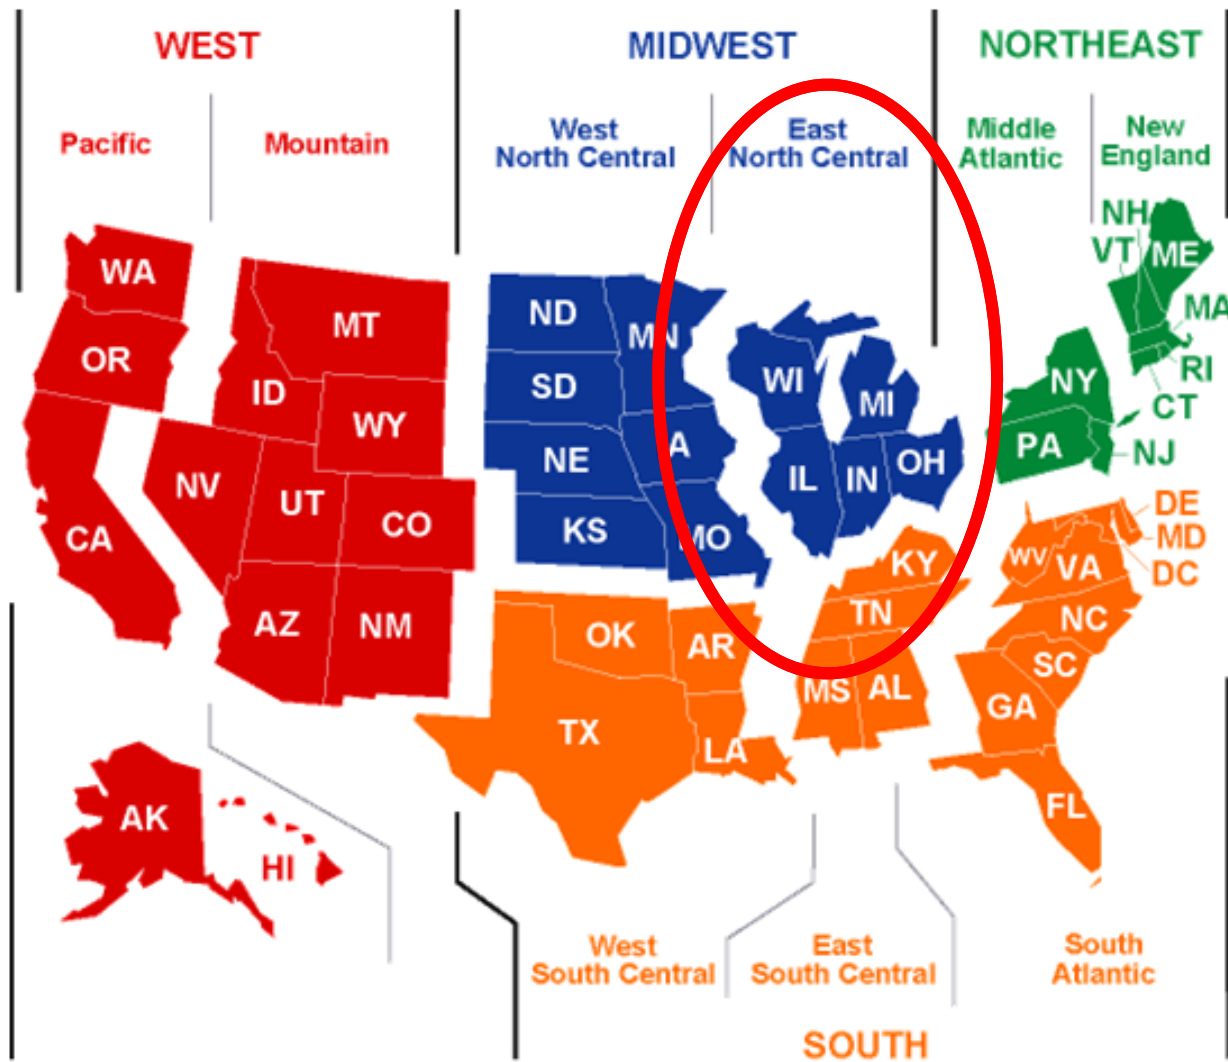 WEST
MIDWEST
NORTHEAST
Pacific
Mountain
West
North Central
East
North Central
Middle
Atlantic
New
England
WA
OR
CA
MT
ID
WY
NV
UT
CO
AZ
NM
AK
HI
ND
SD
NE
KS
MN
A
MO
WI
MI
IL
IN
OH
NH
VT
ME
MA
RI
CT
NY
PA
NJ
DE
MD
DC
WV
VA
NC
SC
GA
FL
KY
TN
MS
AL
OK
AR
TX
LA
West
South Central
East
South Central
South
Atlantic
SOUTH